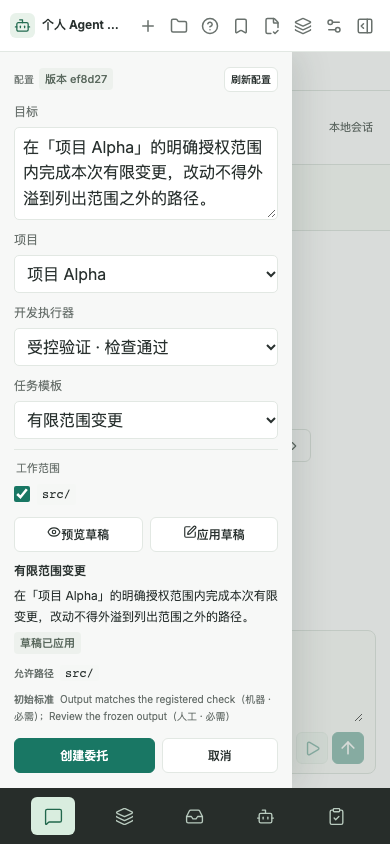 个人 Agent ...
配置 版本 ef8d27 刷新配置
本地会话
目标
在「项目 Alpha」的明确授权范围
内完成本次有限变更，改动不得外
溢到列出范围之外的路径。
项目
项目 Alpha
开发执行器
受控验证 · 检查通过
任务模板
有限范围变更
工作范围
src/
预览草稿 应用草稿
有限范围变更
在「项目 Alpha」的明确授权范围内完成本次有限
变更，改动不得外溢到列出范围之外的路径。
草稿已应用
允许路径 src/
初始标准 Output matches the registered check（机器 ·
必需）；Review the frozen output（人工 · 必需）
创建委托 取消